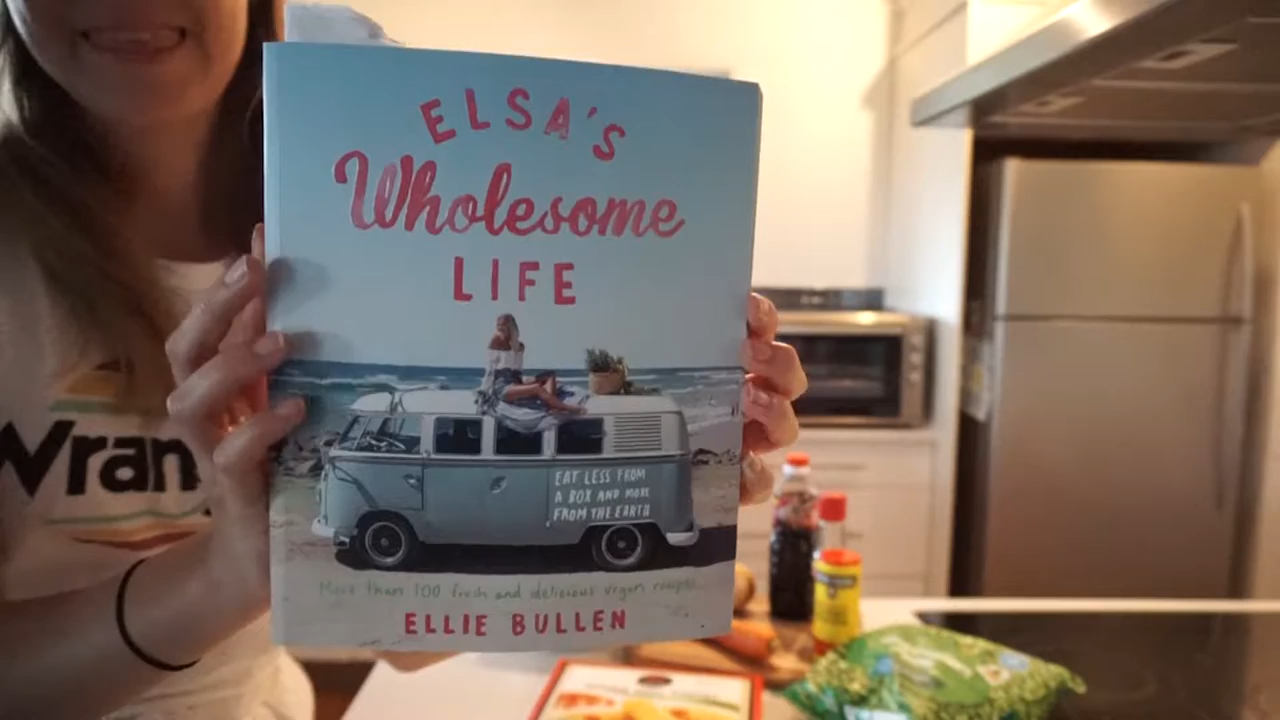 ELSA'S
Wholesome
LIFE
EAT LESS FROM
A BOX AND MORE
FROM THE EARTH
More than 100 fresh and delicious vegan recipes
ELLIE BULLEN
Wran